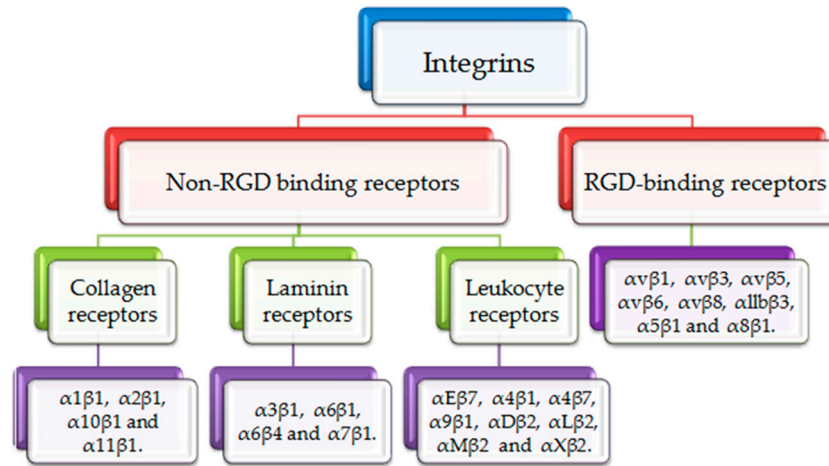 Integrins
Non-RGD binding receptors
RGD-binding receptors
Collagen
receptors
Laminin
receptors
Leukocyte
receptors
αvβ1, αvβ3, αvβ5,
αvβ6, αvβ8, αllbβ3,
α5β1 and α8β1.
α1β1, α2β1,
α10β1 and
α11β1.
α3β1, α6β1,
α6β4 and α7β1.
αEβ7, α4β1, α4β7,
α9β1, αDβ2, αLβ2,
αMβ2 and αXβ2.